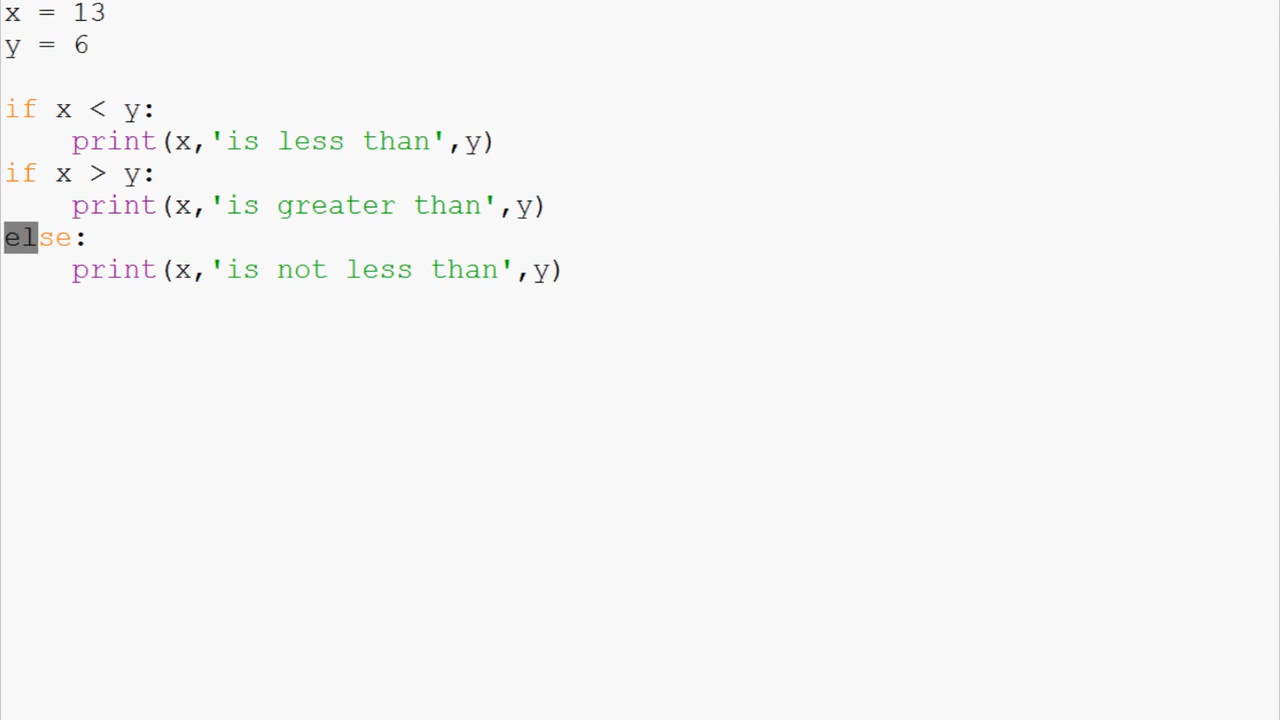 x = 13
y = 6
if x < y:
    print(x,'is less than',y)
if x > y:
    print(x,'is greater than',y)
else:
    print(x,'is not less than',y)